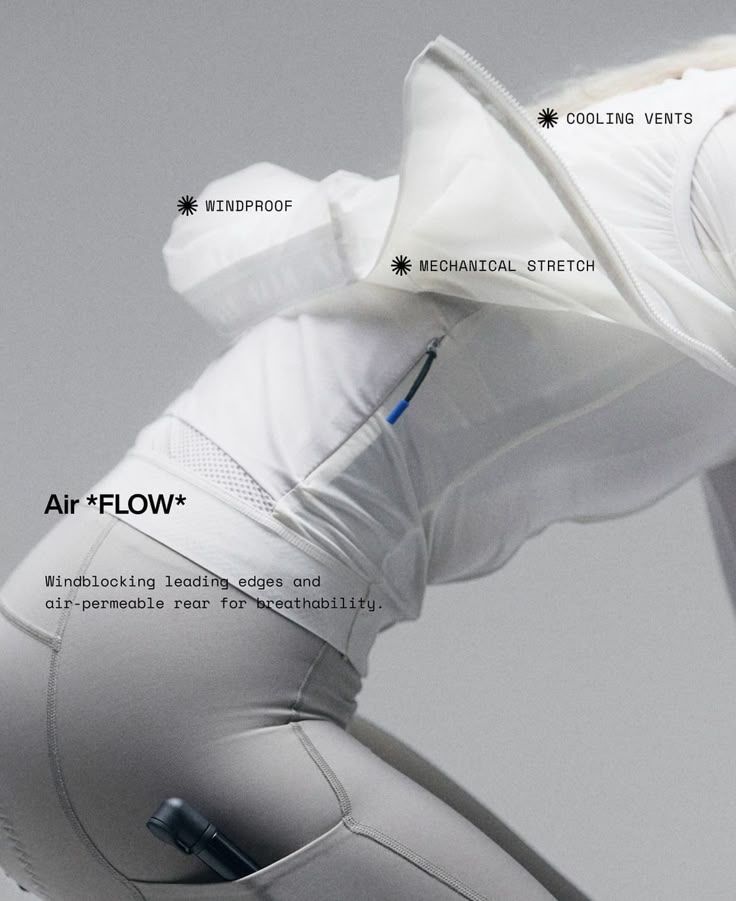 ✷ COOLING VENTS
✷ WINDPROOF
✷ MECHANICAL STRETCH
Air *FLOW*
Windblocking leading edges and
air-permeable rear for breathability.